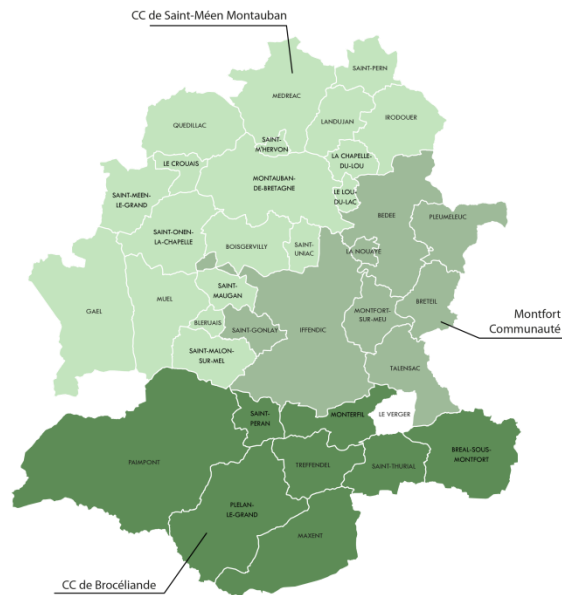 CC de Saint-Méen Montauban
SAINT-PERN
MEDREAC
IRODOUER
LANDUJAN
QUEDILLAC
SAINT-
M'HERVON
LE CROUAIS
LA CHAPELLE-
DU-LOU
MONTAUBAN-
DE-BRETAGNE
SAINT-MEEN-
LE-GRAND
LE LOU-
DU-LAC
BEDEE
PLEUMELEUC
SAINT-ONEN-
LA-CHAPELLE
BOISGERVILLY
SAINT-
UNIAC
LA NOUAYE
SAINT-
MAUGAN
MUEL
GAEL
BRETEIL
MONTFORT-
SUR-MEU
Montfort
Communauté
BLERUAIS
SAINT-GONLAY
IFFENDIC
SAINT-MALON-
SUR-MEL
TALENSAC
SAINT-
PERAN
MONTERFIL
LE VERGER
PAIMPONT
TREFFENDEL
SAINT-THURIAL
BREAL-SOUS-
MONTFORT
PLELAN-
LE-GRAND
MAXENT
CC de Brocéliande